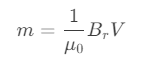 m = \frac{1}{\mu_0} B_r V